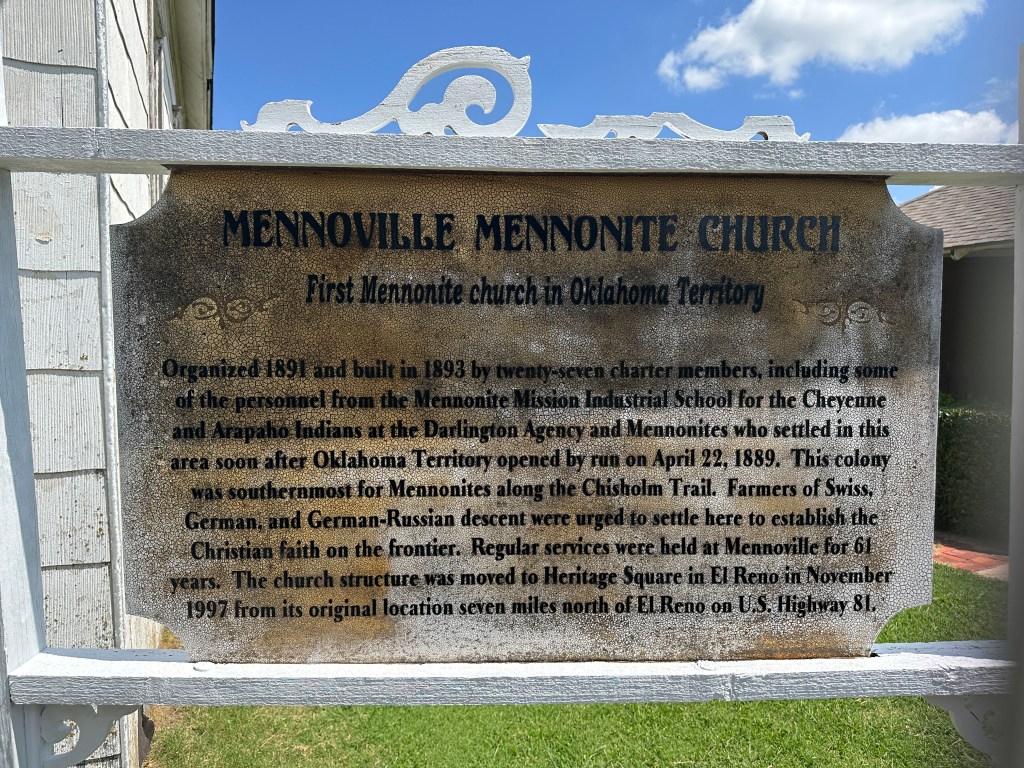 MENNOVILLE MENNONITE CHURCH
First Mennonite church in Oklahoma Territory
Organized 1891 and built in 1893 by twenty-seven charter members, including some
of the personnel from the Mennonite Mission Industrial School for the Cheyenne
and Arapaho Indians at the Darlington Agency and Mennonites who settled in this
area soon after Oklahoma Territory opened by run on April 22, 1889. This colony
was southernmost for Mennonites along the Chisholm Trail. Farmers of Swiss,
German, and German-Russian descent were urged to settle here to establish the
Christian faith on the frontier. Regular services were held at Mennoville for 61
years. The church structure was moved to Heritage Square in El Reno in November
1997 from its original location seven miles north of El Reno on U.S. Highway 81.